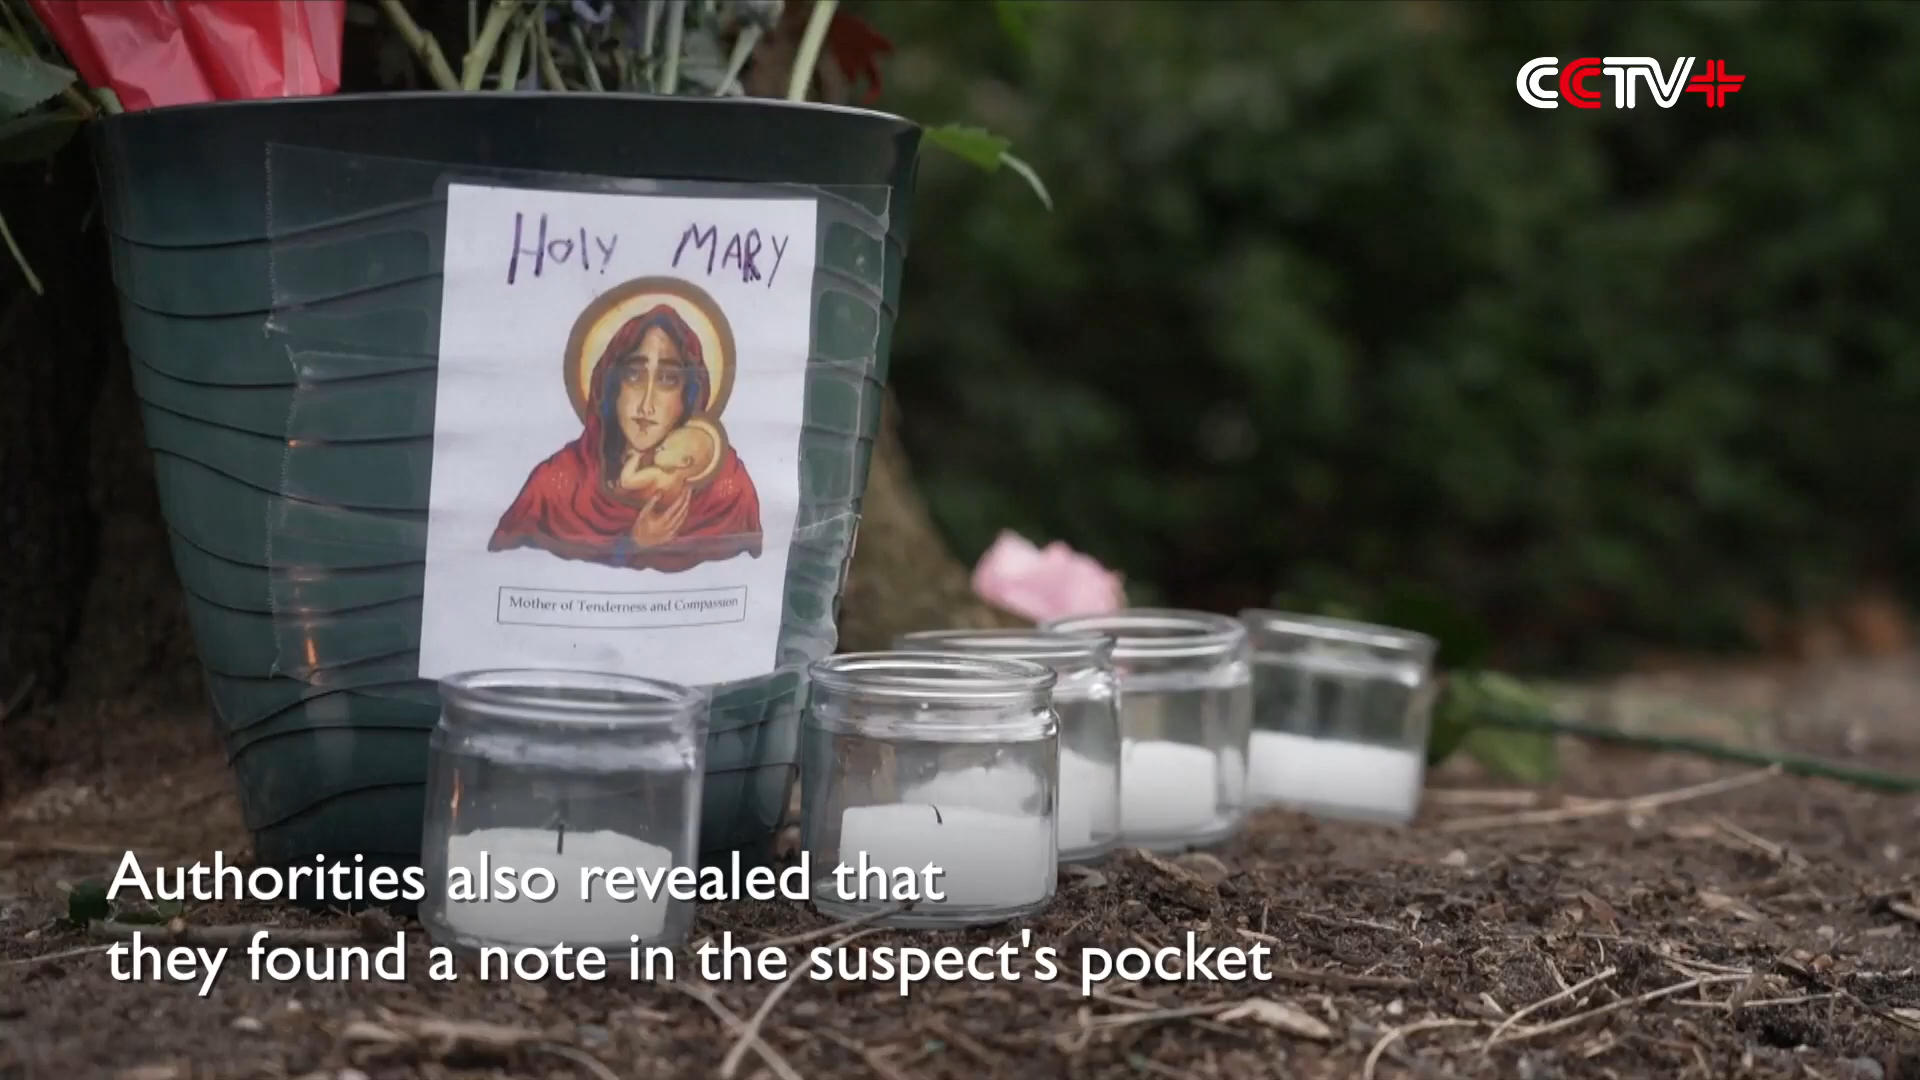 CCTV+
Holy MARY
Mother of Tenderness and Compassion
Authorities also revealed that
they found a note in the suspect's pocket